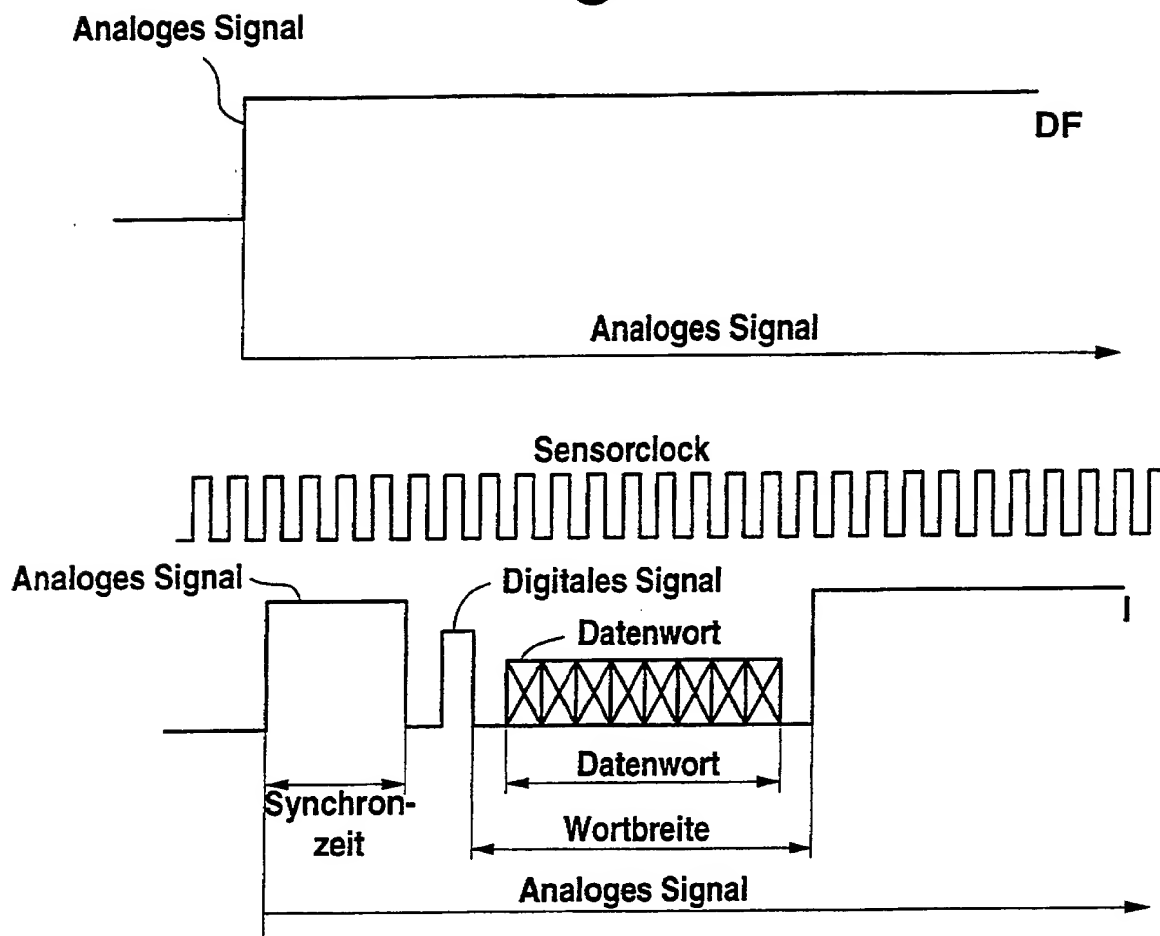 Analoges Signal
DF
Analoges Signal
Sensorclock
Analoges Signal
Digitales Signal
I
Datenwort
Datenwort
Synchron-
zeit
Wortbreite
Analoges Signal